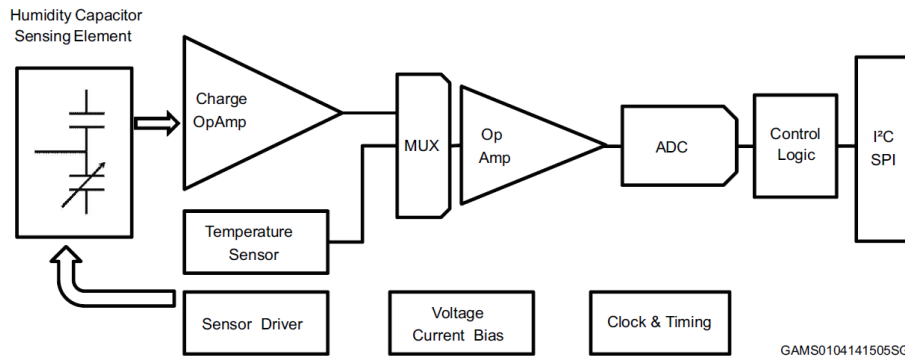 Humidity Capacitor
Sensing Element
Charge
OpAmp
MUX
Op
Amp
ADC
Control
Logic
I²C
SPI
Temperature
Sensor
Sensor Driver
Voltage
Current Bias
Clock & Timing
GAMS0104141505SG